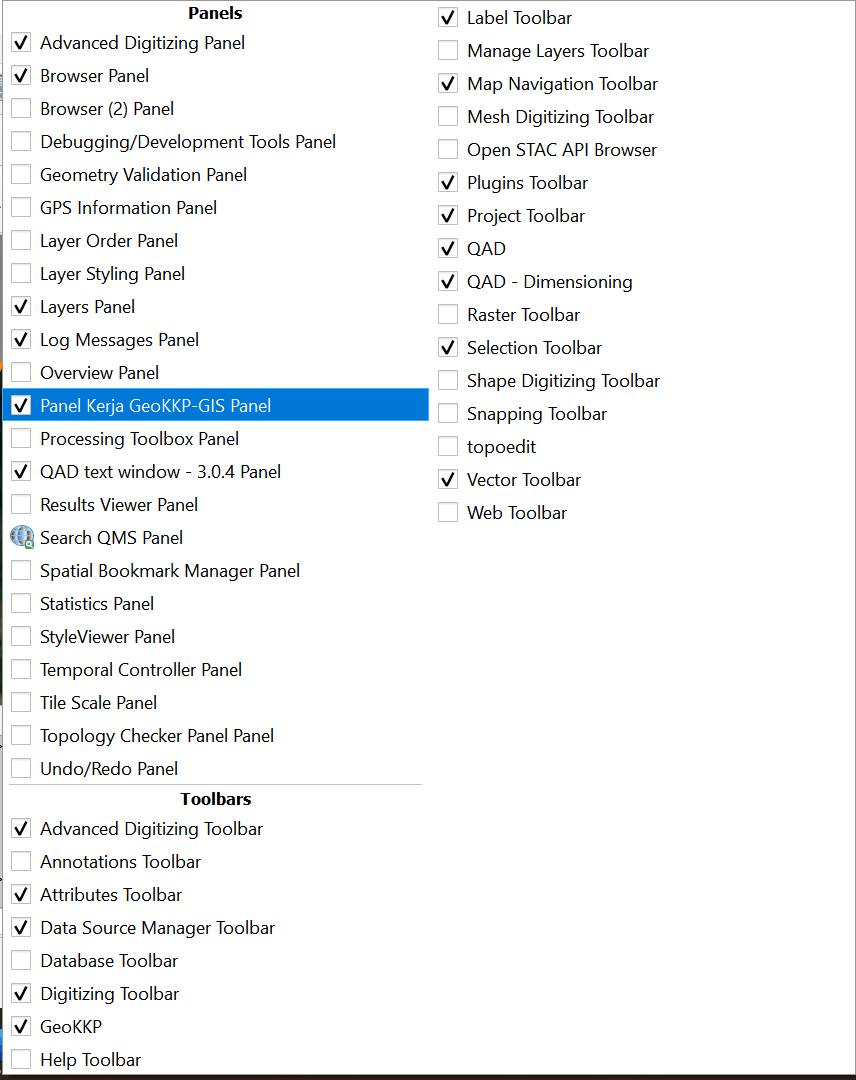 Panels
Advanced Digitizing Panel
Browser Panel
Browser (2) Panel
Debugging/Development Tools Panel
Geometry Validation Panel
GPS Information Panel
Layer Order Panel
Layer Styling Panel
Layers Panel
Log Messages Panel
Overview Panel
Panel Kerja GeoKKP-GIS Panel
Processing Toolbox Panel
QAD text window - 3.0.4 Panel
Results Viewer Panel
Search QMS Panel
Spatial Bookmark Manager Panel
Statistics Panel
StyleViewer Panel
Temporal Controller Panel
Tile Scale Panel
Topology Checker Panel Panel
Undo/Redo Panel
Toolbars
Advanced Digitizing Toolbar
Annotations Toolbar
Attributes Toolbar
Data Source Manager Toolbar
Database Toolbar
Digitizing Toolbar
GeoKKP
Help Toolbar
Label Toolbar
Manage Layers Toolbar
Map Navigation Toolbar
Mesh Digitizing Toolbar
Open STAC API Browser
Plugins Toolbar
Project Toolbar
QAD
QAD - Dimensioning
Raster Toolbar
Selection Toolbar
Shape Digitizing Toolbar
Snapping Toolbar
topoedit
Vector Toolbar
Web Toolbar